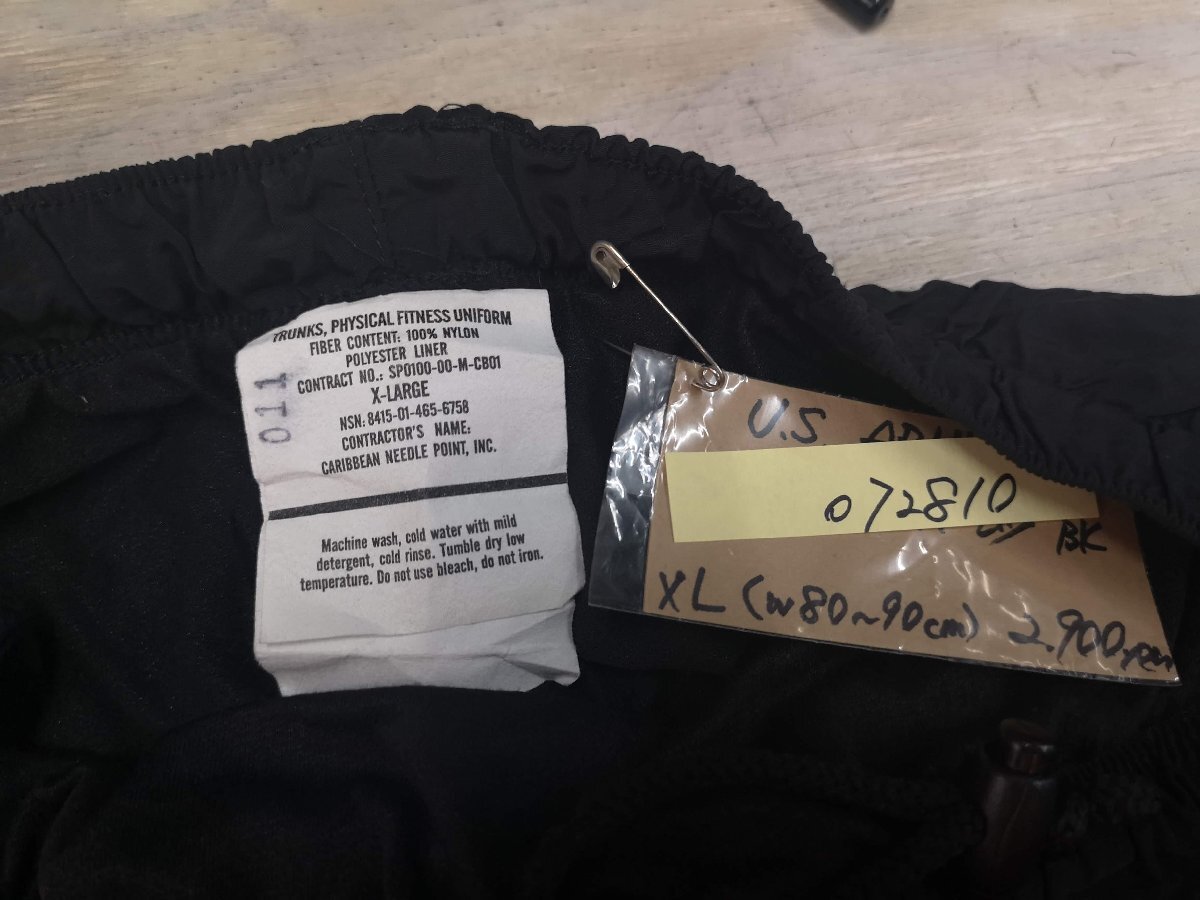 TRUNKS, PHYSICAL FITNESS UNIFORM
FIBER CONTENT: 100% NYLON
POLYESTER LINER
CONTRACT NO.: SP0100-00-M-CB01
X-LARGE
NSN: 8415-01-465-6758
CONTRACTOR'S NAME:
CARIBBEAN NEEDLE POINT, INC.
011
Machine wash, cold water with mild
detergent, cold rinse. Tumble dry low
temperature. Do not use bleach, do not iron.
U.S
072810
BK
XL (W80~90cm) 2.900yen